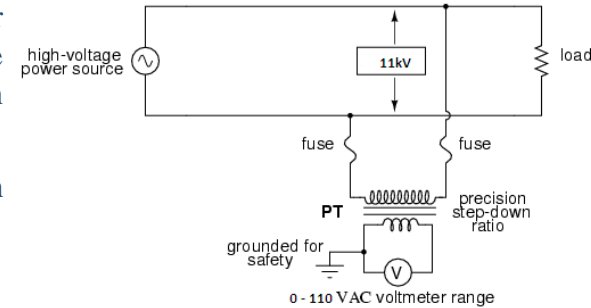 high-voltage
power source
11kV
load
fuse
fuse
PT
precision
step-down
ratio
grounded for
safety
V
0 - 110 VAC voltmeter range